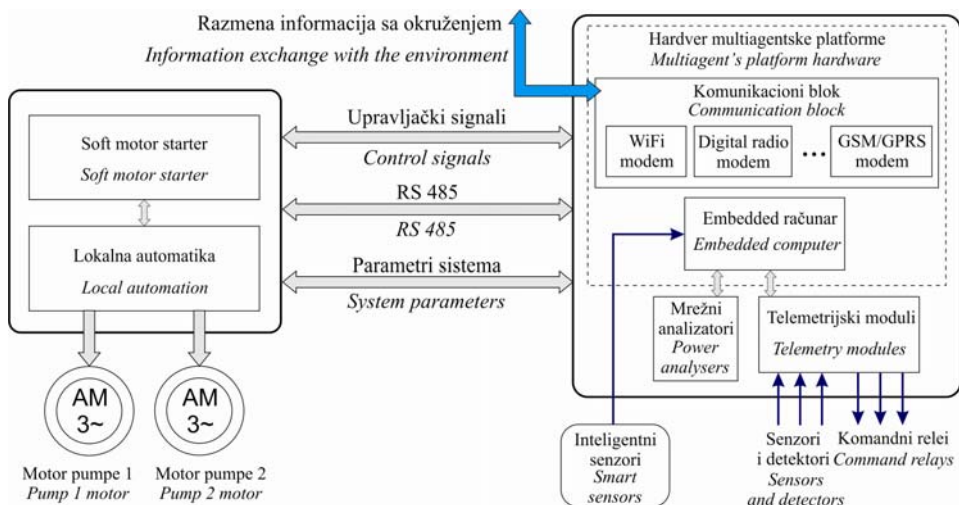 Razmena informacija sa okruženjem
Information exchange with the environment
Hardver multiagentske platforme
Multiagent's platform hardware
Komunikacioni blok
Communication block
WiFi
modem
Digital radio
modem
...
GSM/GPRS
modem
Soft motor starter
Soft motor starter
Lokalna automatika
Local automation
Upravljački signali
Control signals
RS 485
RS 485
Parametri sistema
System parameters
Embedded računar
Embedded computer
Mrežni
analizatori
Power
analysers
Telemetrijski moduli
Telemetry modules
AM
3~
AM
3~
Motor pumpe 1
Pump 1 motor
Motor pumpe 2
Pump 2 motor
Inteligentni
senzori
Smart
sensors
Senzori
i detektori
Sensors
and detectors
Komandni relei
Command relays